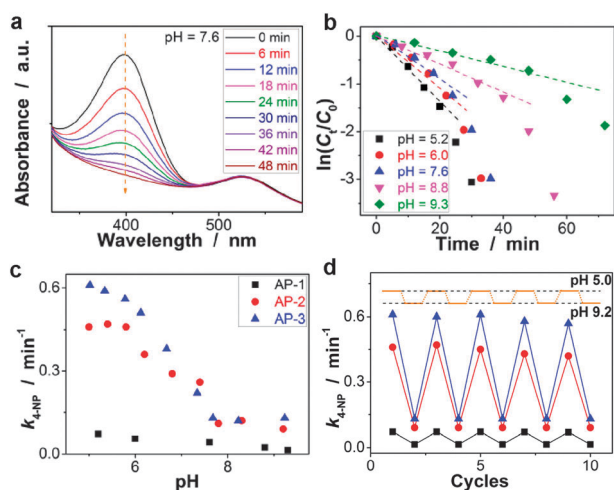 a
pH = 7.6
0 min
6 min
12 min
18 min
24 min
30 min
36 min
42 min
48 min
Absorbance / a.u.
400
500
Wavelength / nm
b
0
-1
-2
-3
ln(Ct/C0)
pH = 5.2
pH = 6.0
pH = 7.6
pH = 8.8
pH = 9.3
0
20
40
60
Time / min
c
AP-1
AP-2
AP-3
0.6
0.3
0.0
k4-NP / min-1
6
8
pH
d
pH 5.0
pH 9.2
0.6
0.3
0.0
k4-NP / min-1
0
5
10
Cycles